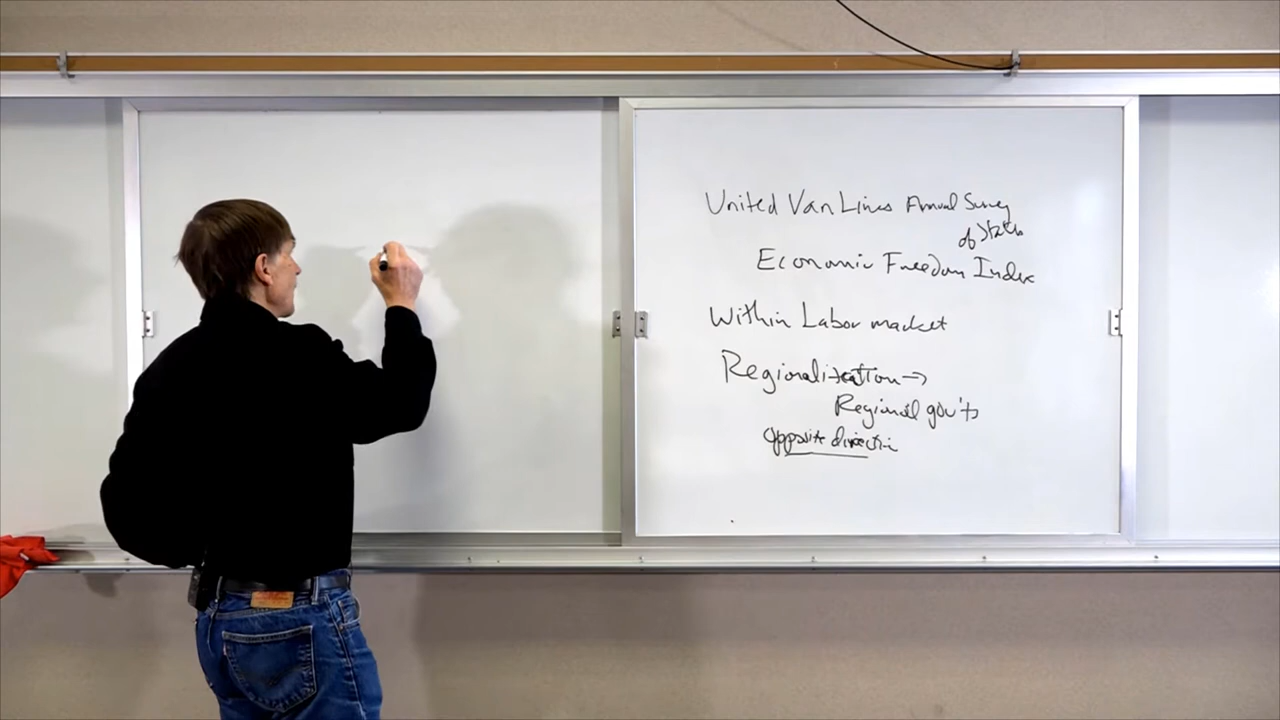 United Van Lines Annual Survey
of States
Economic Freedom Index
Within Labor market
Regionalization →
Regional gov'ts
opposite direction